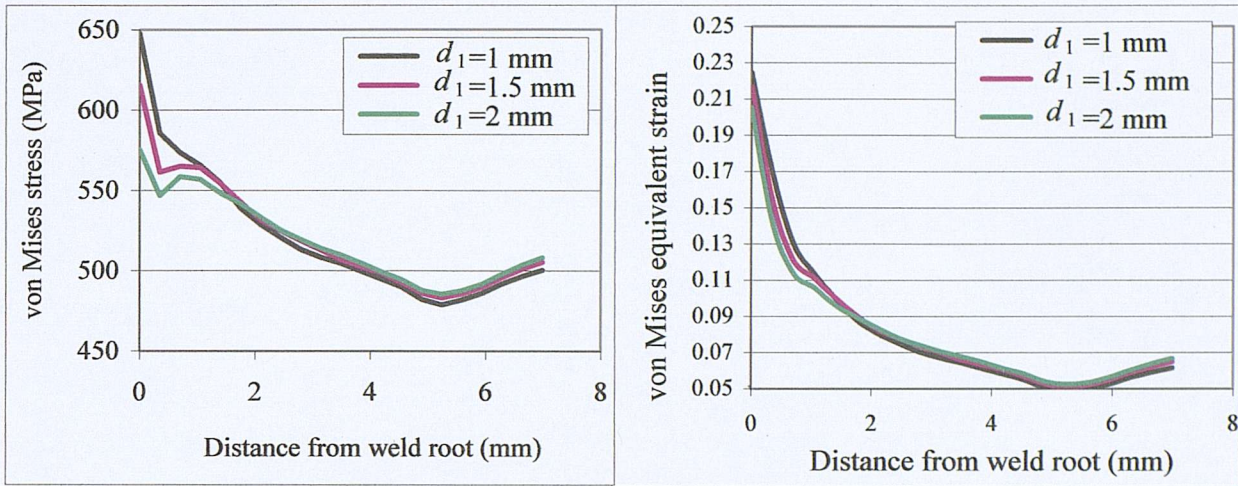 von Mises stress (MPa)
650
600
550
500
450
0
2
4
6
8
Distance from weld root (mm)
d1=1 mm
d1=1.5 mm
d1=2 mm
von Mises equivalent strain
0.25
0.23
0.21
0.19
0.17
0.15
0.13
0.11
0.09
0.07
0.05
0
2
4
6
8
Distance from weld root (mm)
d1=1 mm
d1=1.5 mm
d1=2 mm